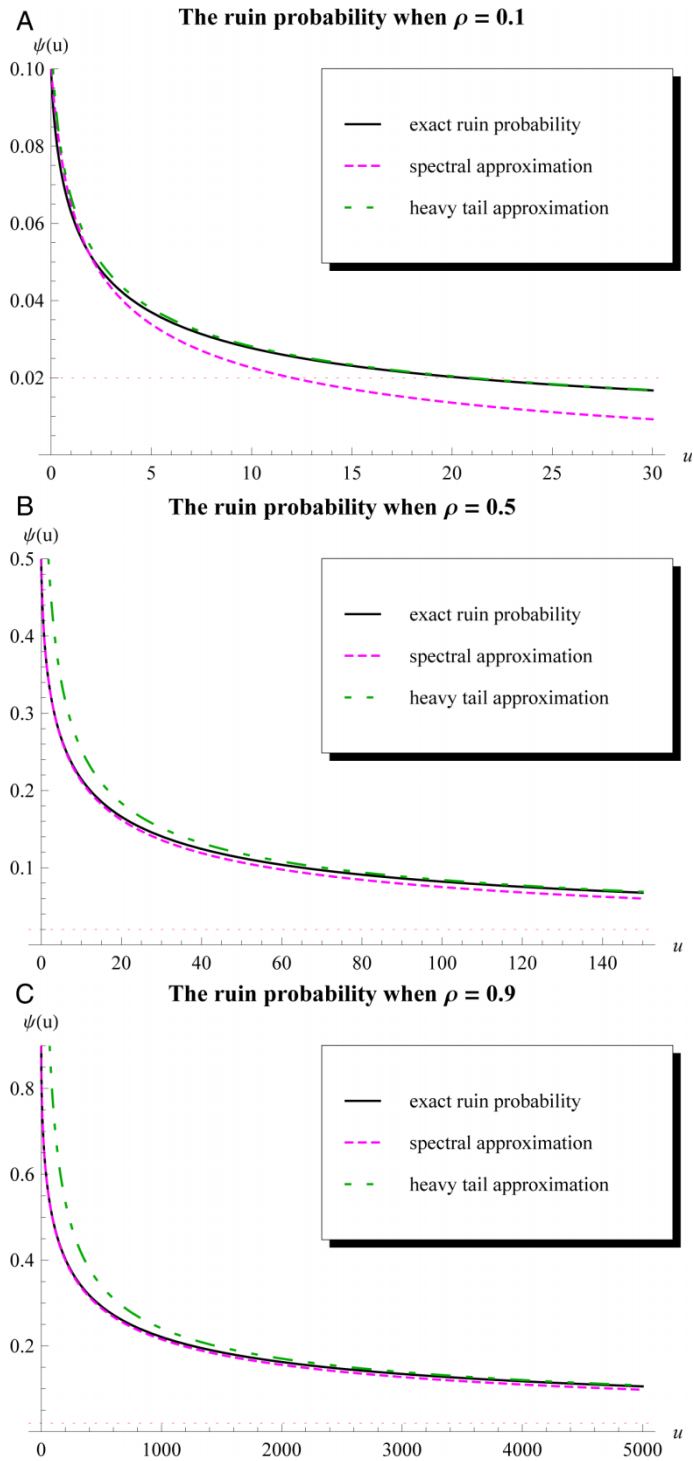 A
The ruin probability when ρ = 0.1
ψ(u)
0.10
0.08
0.06
0.04
0.02
exact ruin probability
spectral approximation
heavy tail approximation
0 5 10 15 20 25 30
u
B
The ruin probability when ρ = 0.5
ψ(u)
0.5
0.4
0.3
0.2
0.1
exact ruin probability
spectral approximation
heavy tail approximation
0 20 40 60 80 100 120 140
u
C
The ruin probability when ρ = 0.9
ψ(u)
0.8
0.6
0.4
0.2
exact ruin probability
spectral approximation
heavy tail approximation
0 1000 2000 3000 4000 5000
u